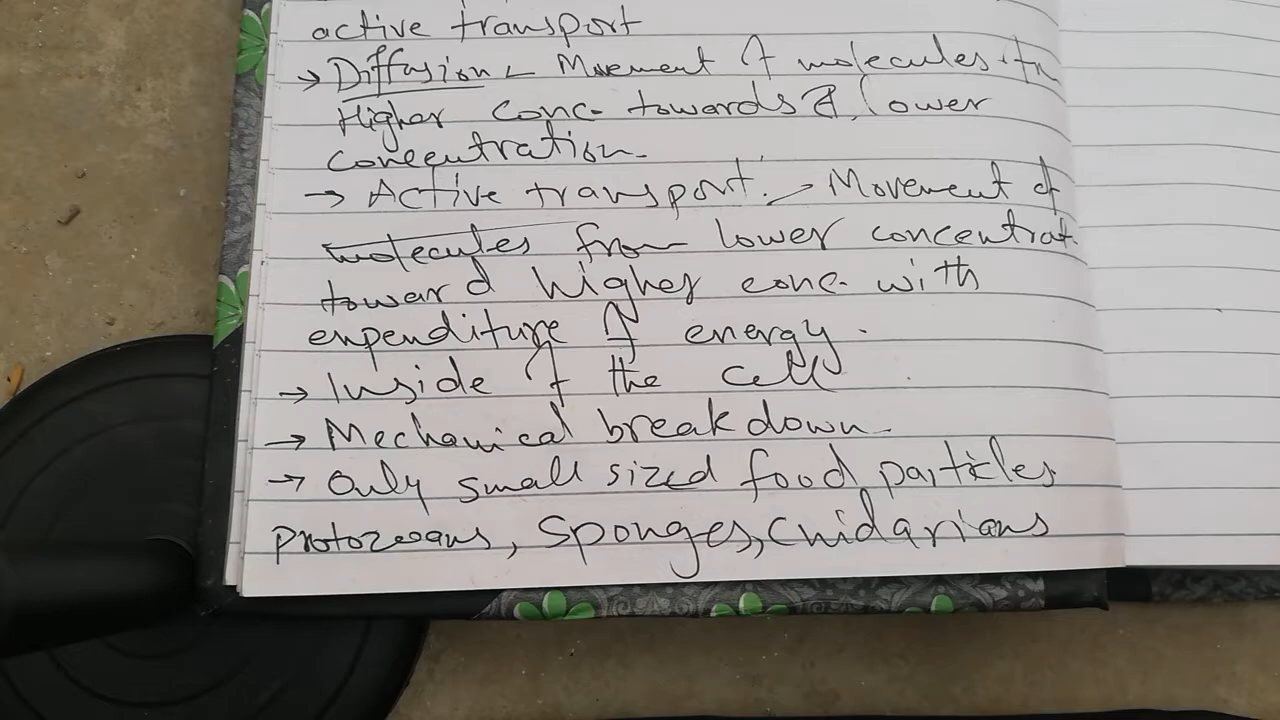 active transport
→ Diffusion - Movement of molecules
Higher conc. towards lower
concentration.
→ Active transport. → Movement of
molecules from lower concentrat.
toward higher conc. with
expenditure of energy.
→ Inside of the cell
→ Mechanical breakdown.
→ Only small sized food particles
protozoans, sponges, cnidarians